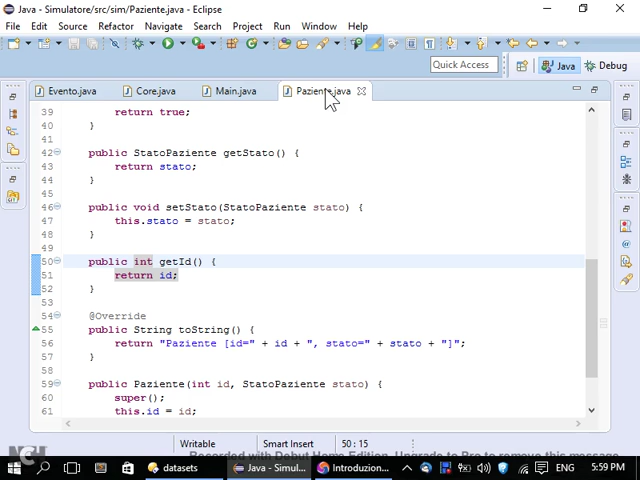 Java - Simulatore/src/sim/Paziente.java - Eclipse
File Edit Source Refactor Navigate Search Project Run Window Help
Quick Access Java Debug
Evento.java Core.java Main.java Paziente.java
39 return true;
40 }
41
42 public StatoPaziente getStato() {
43 return stato;
44 }
45
46 public void setStato(StatoPaziente stato) {
47 this.stato = stato;
48 }
49
50 public int getId() {
51 return id;
52 }
53
54 @Override
55 public String toString() {
56 return "Paziente [id=" + id + ", stato=" + stato + "]";
57 }
58
59 public Paziente(int id, StatoPaziente stato) {
60 super();
61 this.id = id;
Writable Smart Insert 50 : 15
NCH
Recorded with Debut Home Edition. Upgrade to Pro to remove this message
datasets Java - Simul... Introduzion... ENG 5:59 PM